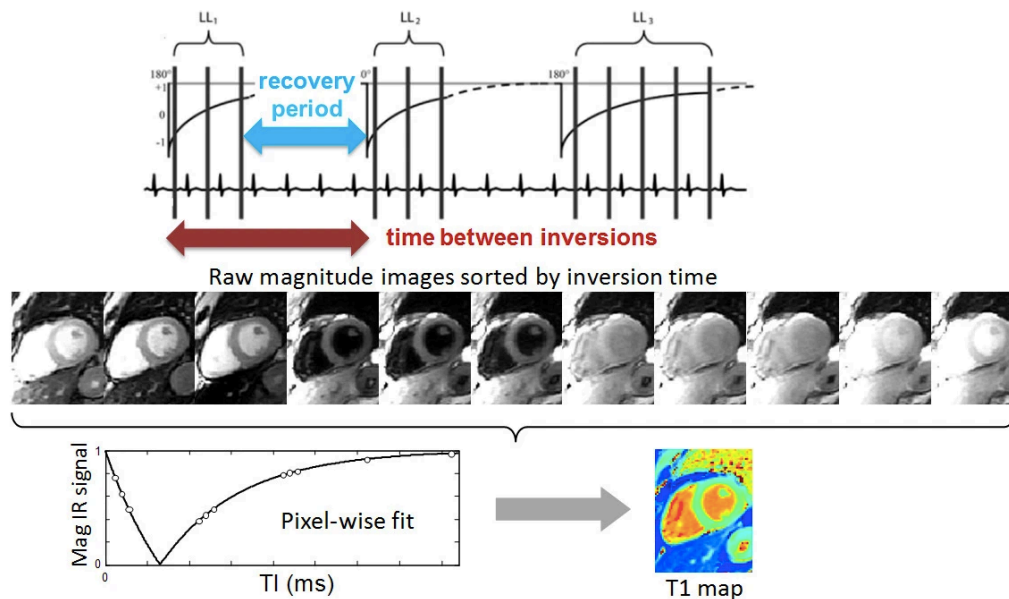 LL₁ LL₂ LL₃
180° 0° 180°
+1
0
-1
recovery
period
time between inversions
Raw magnitude images sorted by inversion time
1
Mag IR signal
0
Pixel-wise fit
0
TI (ms)
T1 map